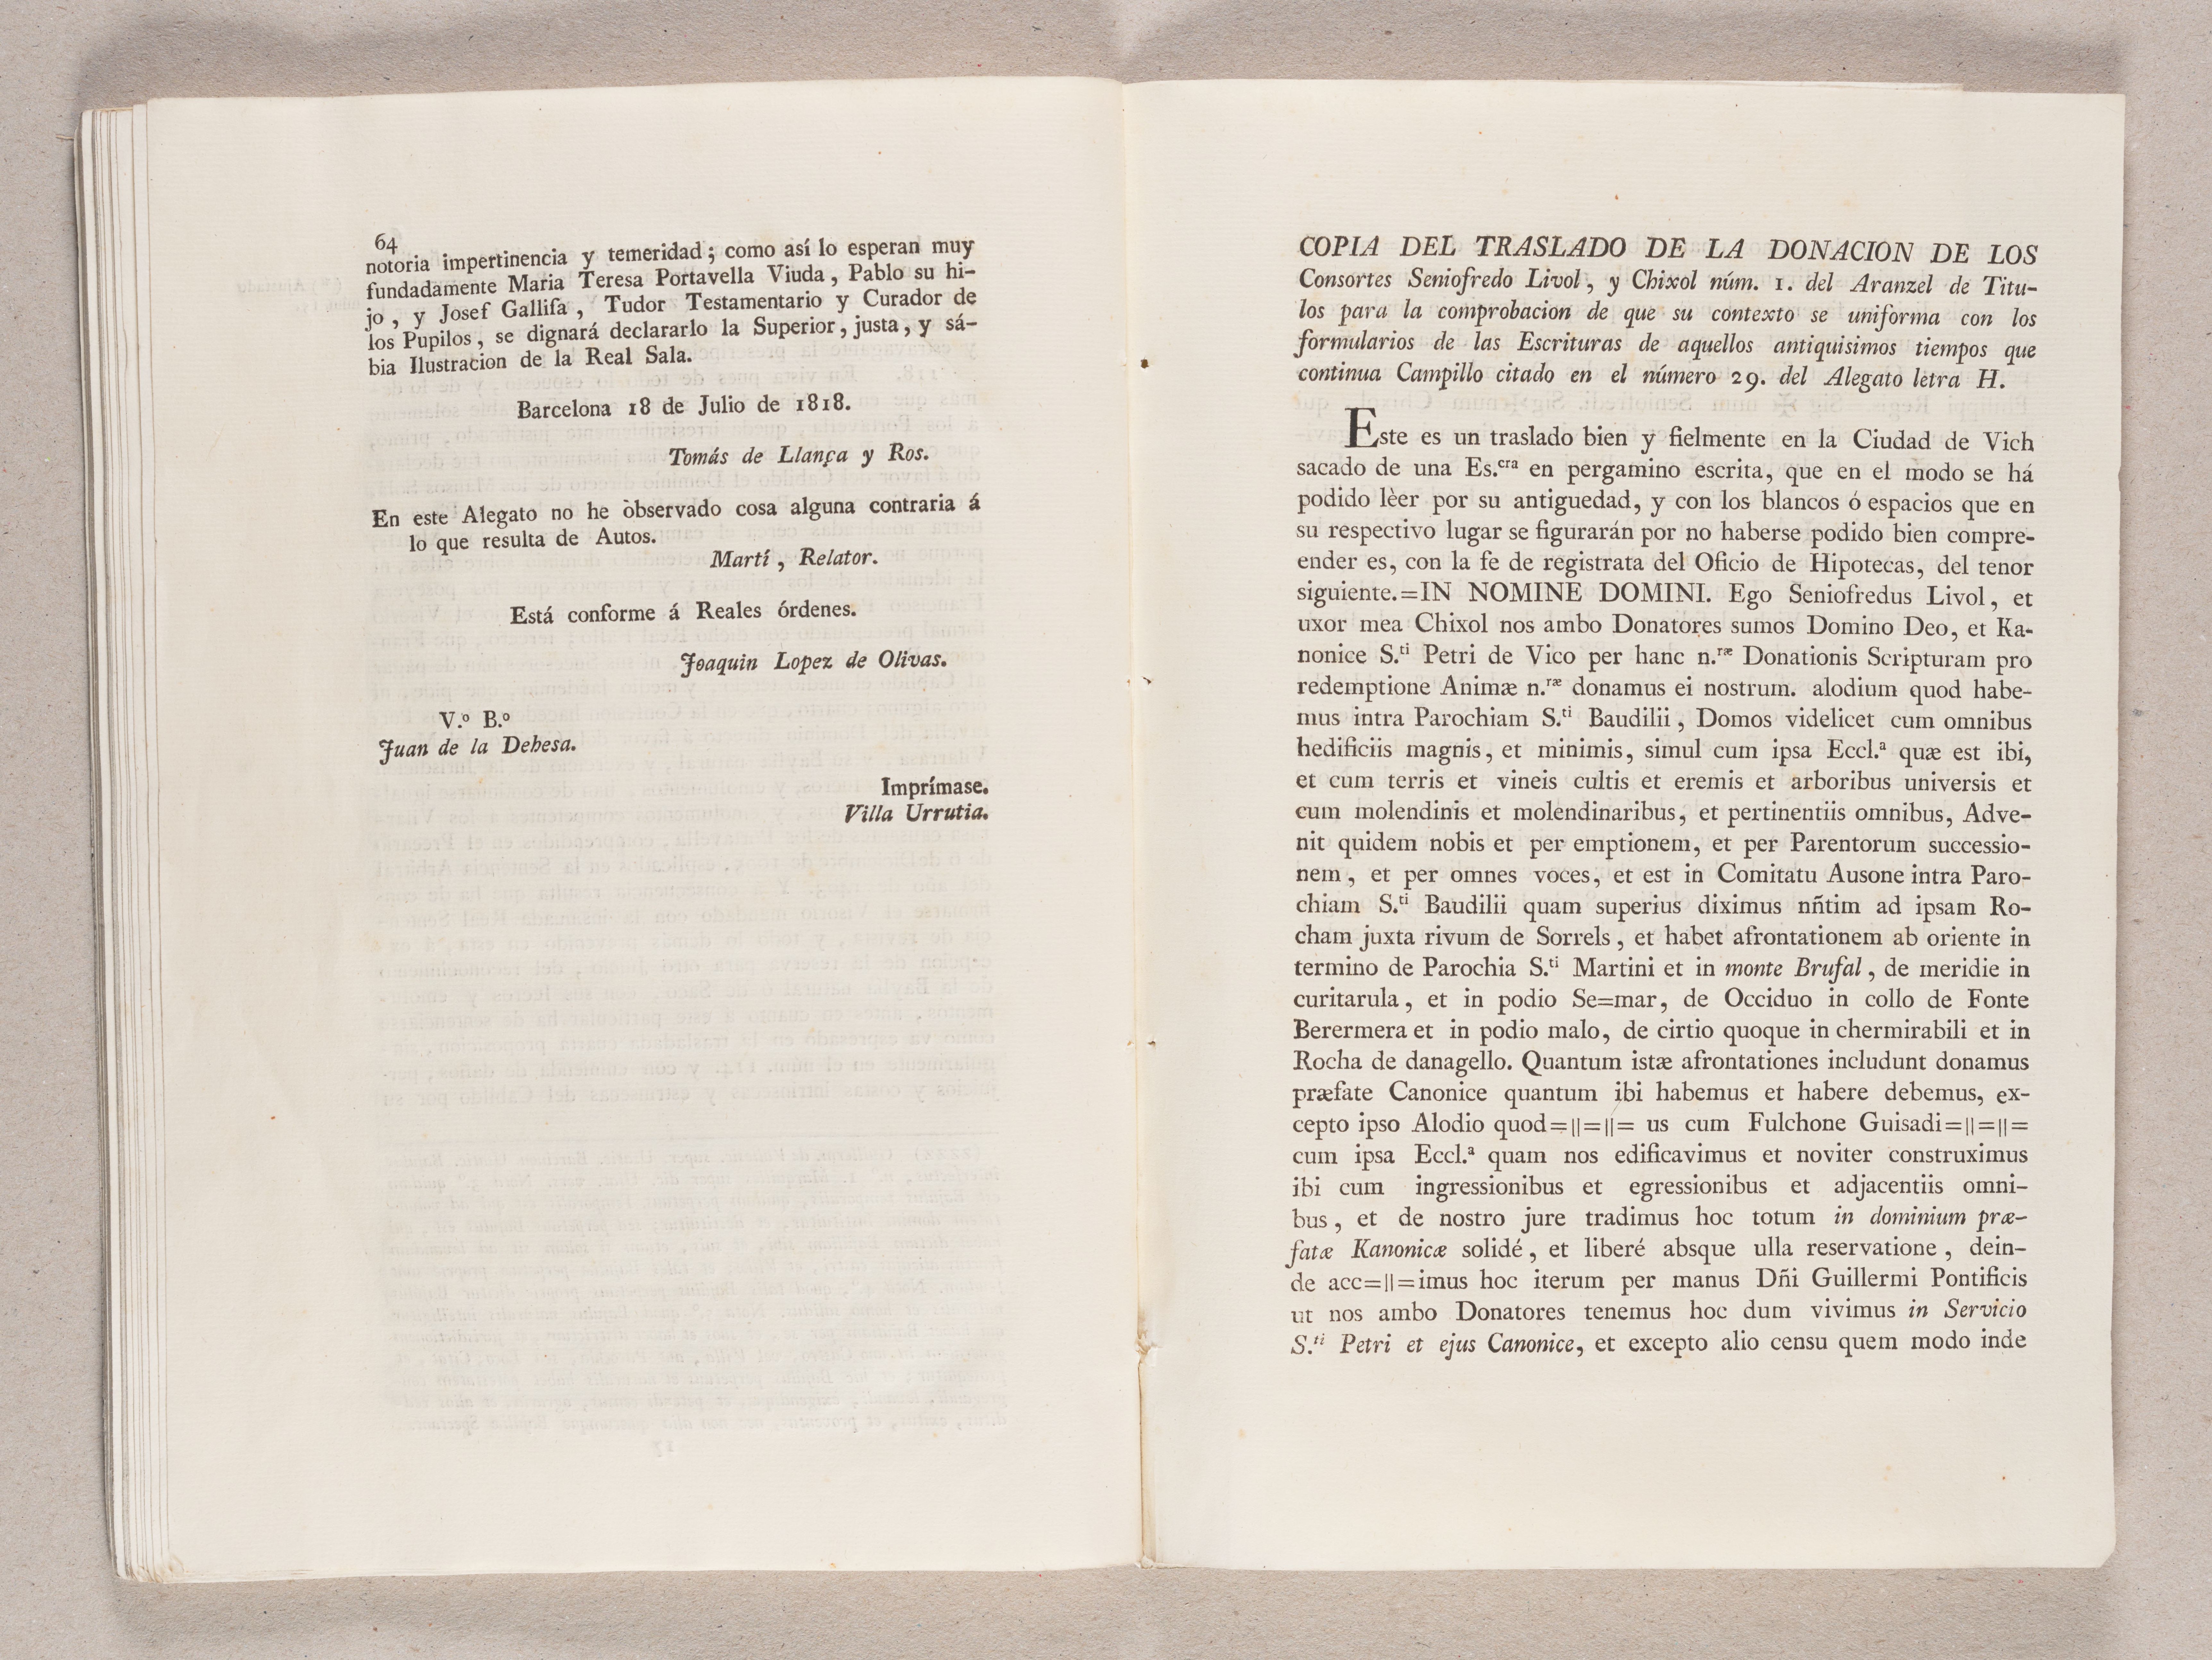 64
notoria impertinencia y temeridad; como así lo esperan muy
fundadamente Maria Teresa Portavella Viuda, Pablo su hi-
jo, y Josef Gallifa, Tudor Testamentario y Curador de
los Pupilos, se dignará declararlo la Superior, justa, y sá-
bia Ilustracion de la Real Sala.
Barcelona 18 de Julio de 1818.
Tomás de Llança y Ros.
En este Alegato no he òbservado cosa alguna contraria á
lo que resulta de Autos.
Martí, Relator.
Está conforme á Reales órdenes.
Joaquin Lopez de Olivas.
V.º B.º
Juan de la Dehesa.
Imprímase.
Villa Urrutia.
COPIA DEL TRASLADO DE LA DONACION DE LOS
Consortes Seniofredo Livol, y Chixol núm. 1. del Aranzel de Titu-
los para la comprobacion de que su contexto se uniforma con los
formularios de las Escrituras de aquellos antiquisimos tiempos que
continua Campillo citado en el número 29. del Alegato letra H.
Este es un traslado bien y fielmente en la Ciudad de Vich
sacado de una Es.cra en pergamino escrita, que en el modo se há
podido lèer por su antiguedad, y con los blancos ó espacios que en
su respectivo lugar se figurarán por no haberse podido bien compre-
ender es, con la fe de registrata del Oficio de Hipotecas, del tenor
siguiente.=IN NOMINE DOMINI. Ego Seniofredus Livol, et
uxor mea Chixol nos ambo Donatores sumos Domino Deo, et Ka-
nonice S.ti Petri de Vico per hanc n.ræ Donationis Scripturam pro
redemptione Animæ n.ræ donamus ei nostrum. alodium quod habe-
mus intra Parochiam S.ti Baudilii, Domos videlicet cum omnibus
hedificiis magnis, et minimis, simul cum ipsa Eccl.ª quæ est ibi,
et cum terris et vineis cultis et eremis et arboribus universis et
cum molendinis et molendinaribus, et pertinentiis omnibus, Adve-
nit quidem nobis et per emptionem, et per Parentorum successio-
nem, et per omnes voces, et est in Comitatu Ausone intra Paro-
chiam S.ti Baudilii quam superius diximus nñtim ad ipsam Ro-
cham juxta rivum de Sorrels, et habet afrontationem ab oriente in
termino de Parochia S.ti Martini et in monte Brufal, de meridie in
curitarula, et in podio Se=mar, de Occiduo in collo de Fonte
Berermera et in podio malo, de cirtio quoque in chermirabili et in
Rocha de danagello. Quantum istæ afrontationes includunt donamus
præfate Canonice quantum ibi habemus et habere debemus, ex-
cepto ipso Alodio quod=||=||= us cum Fulchone Guisadi=||=||=
cum ipsa Eccl.ª quam nos edificavimus et noviter construximus
ibi cum ingressionibus et egressionibus et adjacentiis omni-
bus, et de nostro jure tradimus hoc totum in dominium præ-
fatæ Kanonicæ solidé, et liberé absque ulla reservatione, dein-
de acc=||=imus hoc iterum per manus Dñi Guillermi Pontificis
ut nos ambo Donatores tenemus hoc dum vivimus in Servicio
S.ti Petri et ejus Canonice, et excepto alio censu quem modo inde